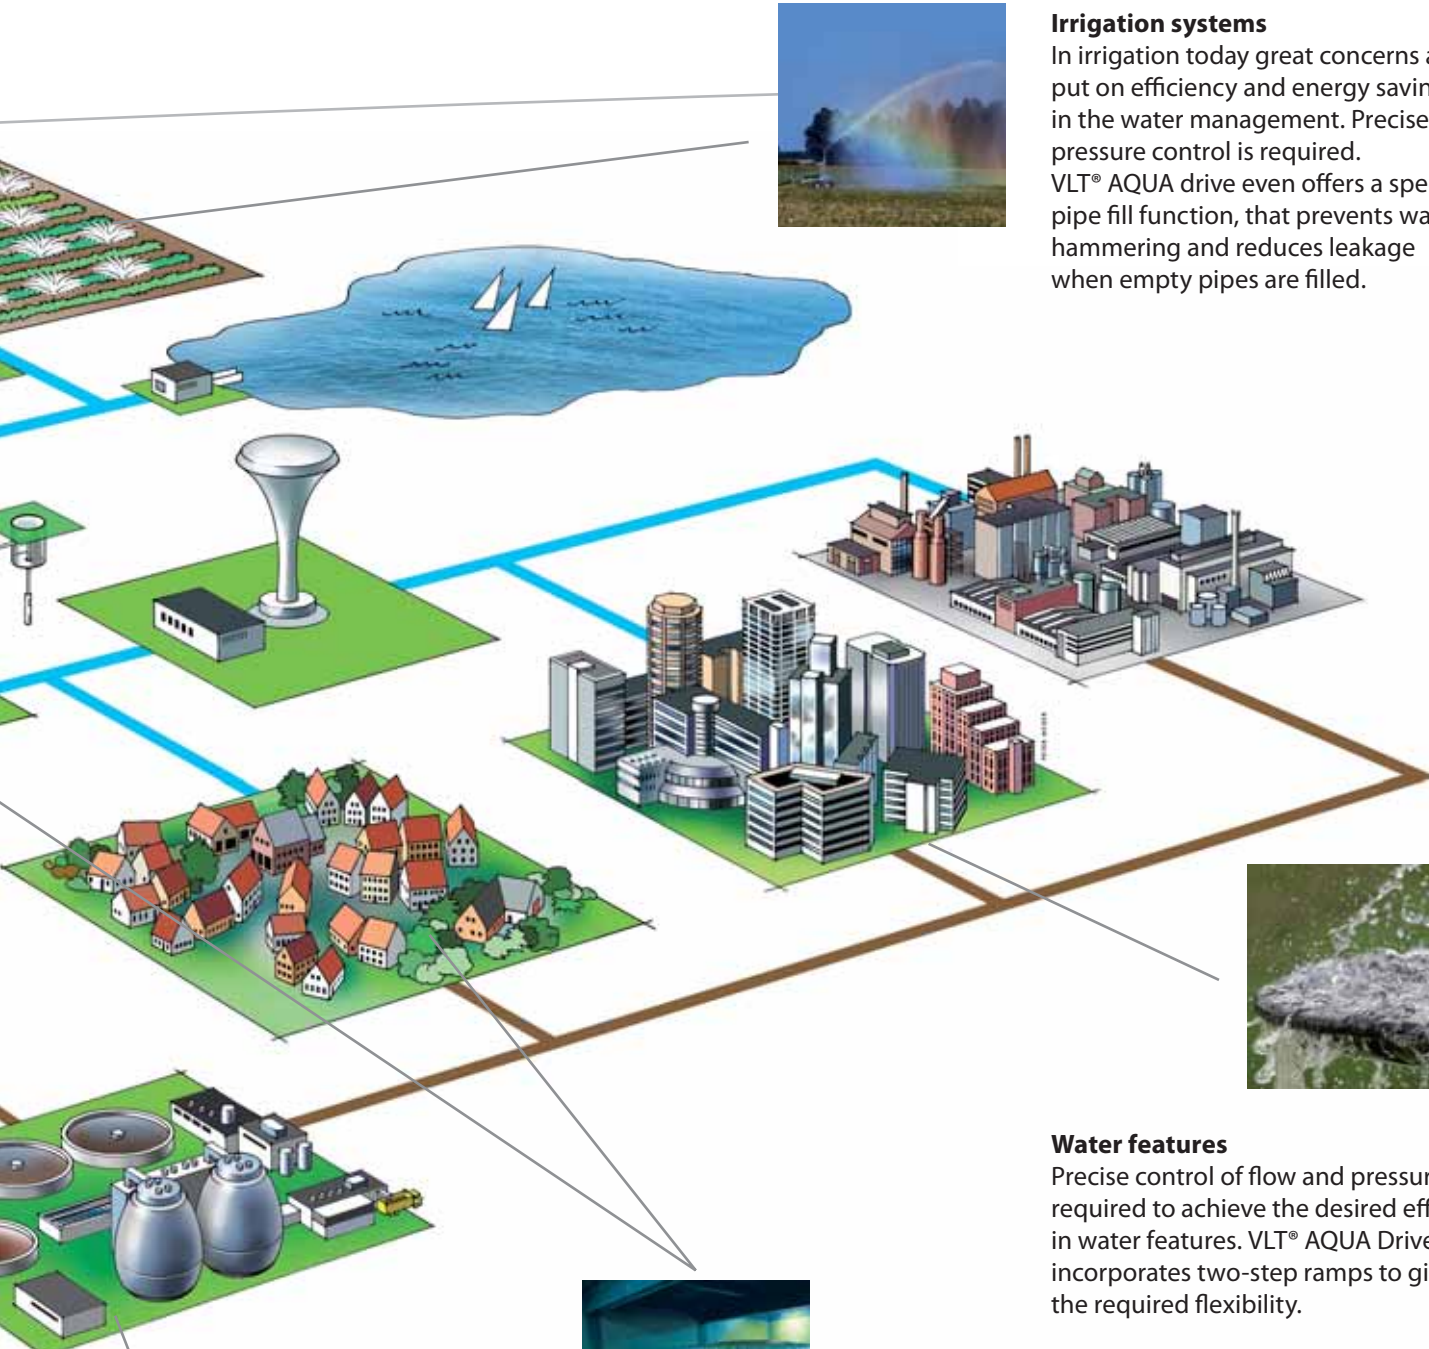 Irrigation systems
In irrigation today great concerns
put on efficiency and energy savin
in the water management. Precise
pressure control is required.
VLT® AQUA drive even offers a spe
pipe fill function, that prevents wa
hammering and reduces leakage
when empty pipes are filled.
Water features
Precise control of flow and pressur
required to achieve the desired eff
in water features. VLT® AQUA Drive
incorporates two-step ramps to gi
the required flexibility.